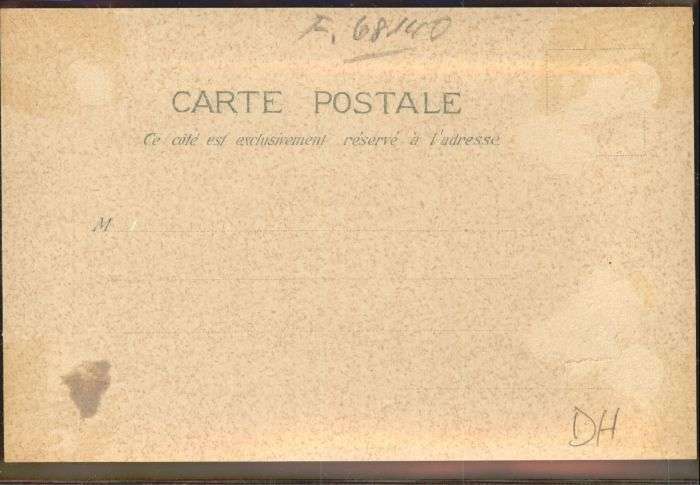 F. 68140
CARTE POSTALE
Ce côté est exclusivement réservé à l'adresse
M
DH